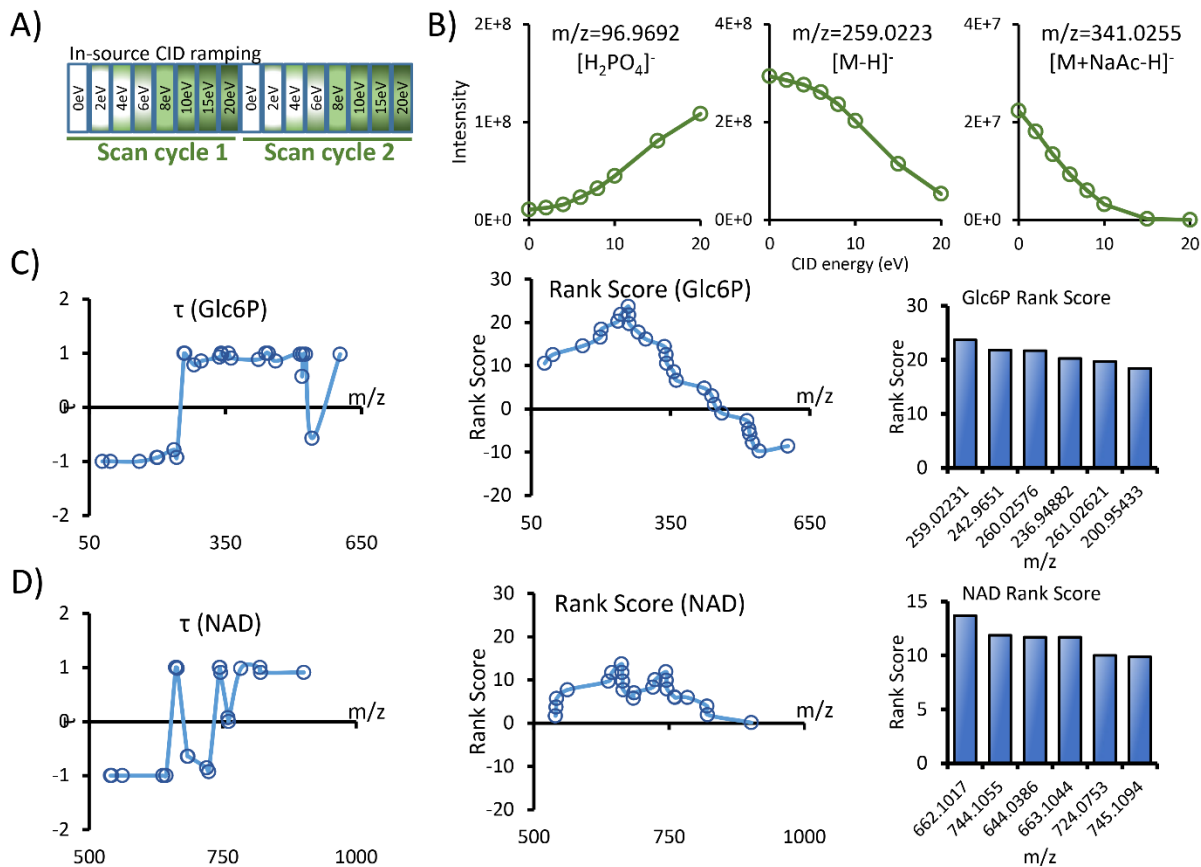 A)
In-source CID ramping
0eV 2eV 4eV 6eV 8eV 10eV 15eV 20eV 0eV 2eV 4eV 6eV 8eV 10eV 15eV 20eV
Scan cycle 1 Scan cycle 2
B)
Intesnsity
2E+8
1E+8
0E+0
m/z=96.9692
[H₂PO₄]⁻
0 10 20
4E+8
2E+8
0E+0
m/z=259.0223
[M-H]⁻
0 10 20
4E+7
2E+7
0E+0
m/z=341.0255
[M+NaAc-H]⁻
0 10 20
CID energy (eV)
C)
τ (Glc6P)
2
1
0
-1
-2
τ
m/z
50 350 650
Rank Score (Glc6P)
Rank Score
30
20
10
0
-10
-20
m/z
50 350 650
Glc6P Rank Score
Rank Score
30
20
10
0
259.02231
242.9651
260.02576
236.94882
261.02621
200.95433
m/z
D)
τ (NAD)
2
1
0
-1
-2
τ
m/z
500 750 1000
Rank Score (NAD)
Rank Score
30
20
10
0
-10
-20
m/z
500 750 1000
NAD Rank Score
Rank Score
15
10
5
0
662.1017
744.1055
644.0386
663.1044
724.0753
745.1094
m/z